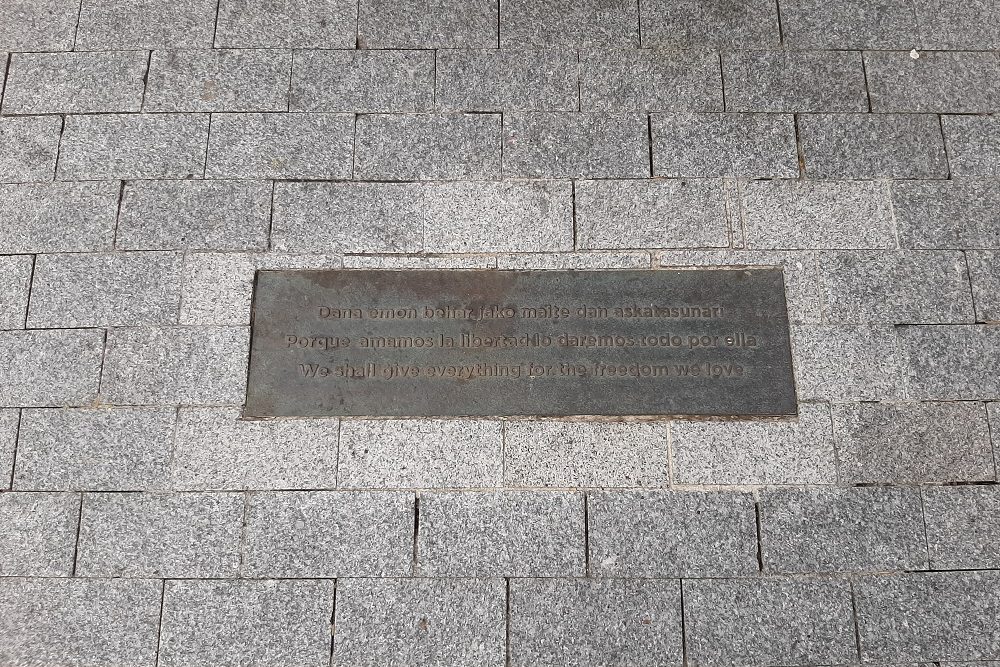 Dana emon behar jako maite dan askatasunari
Porque amamos la libertad lo daremos todo por ella
We shall give everything for the freedom we love